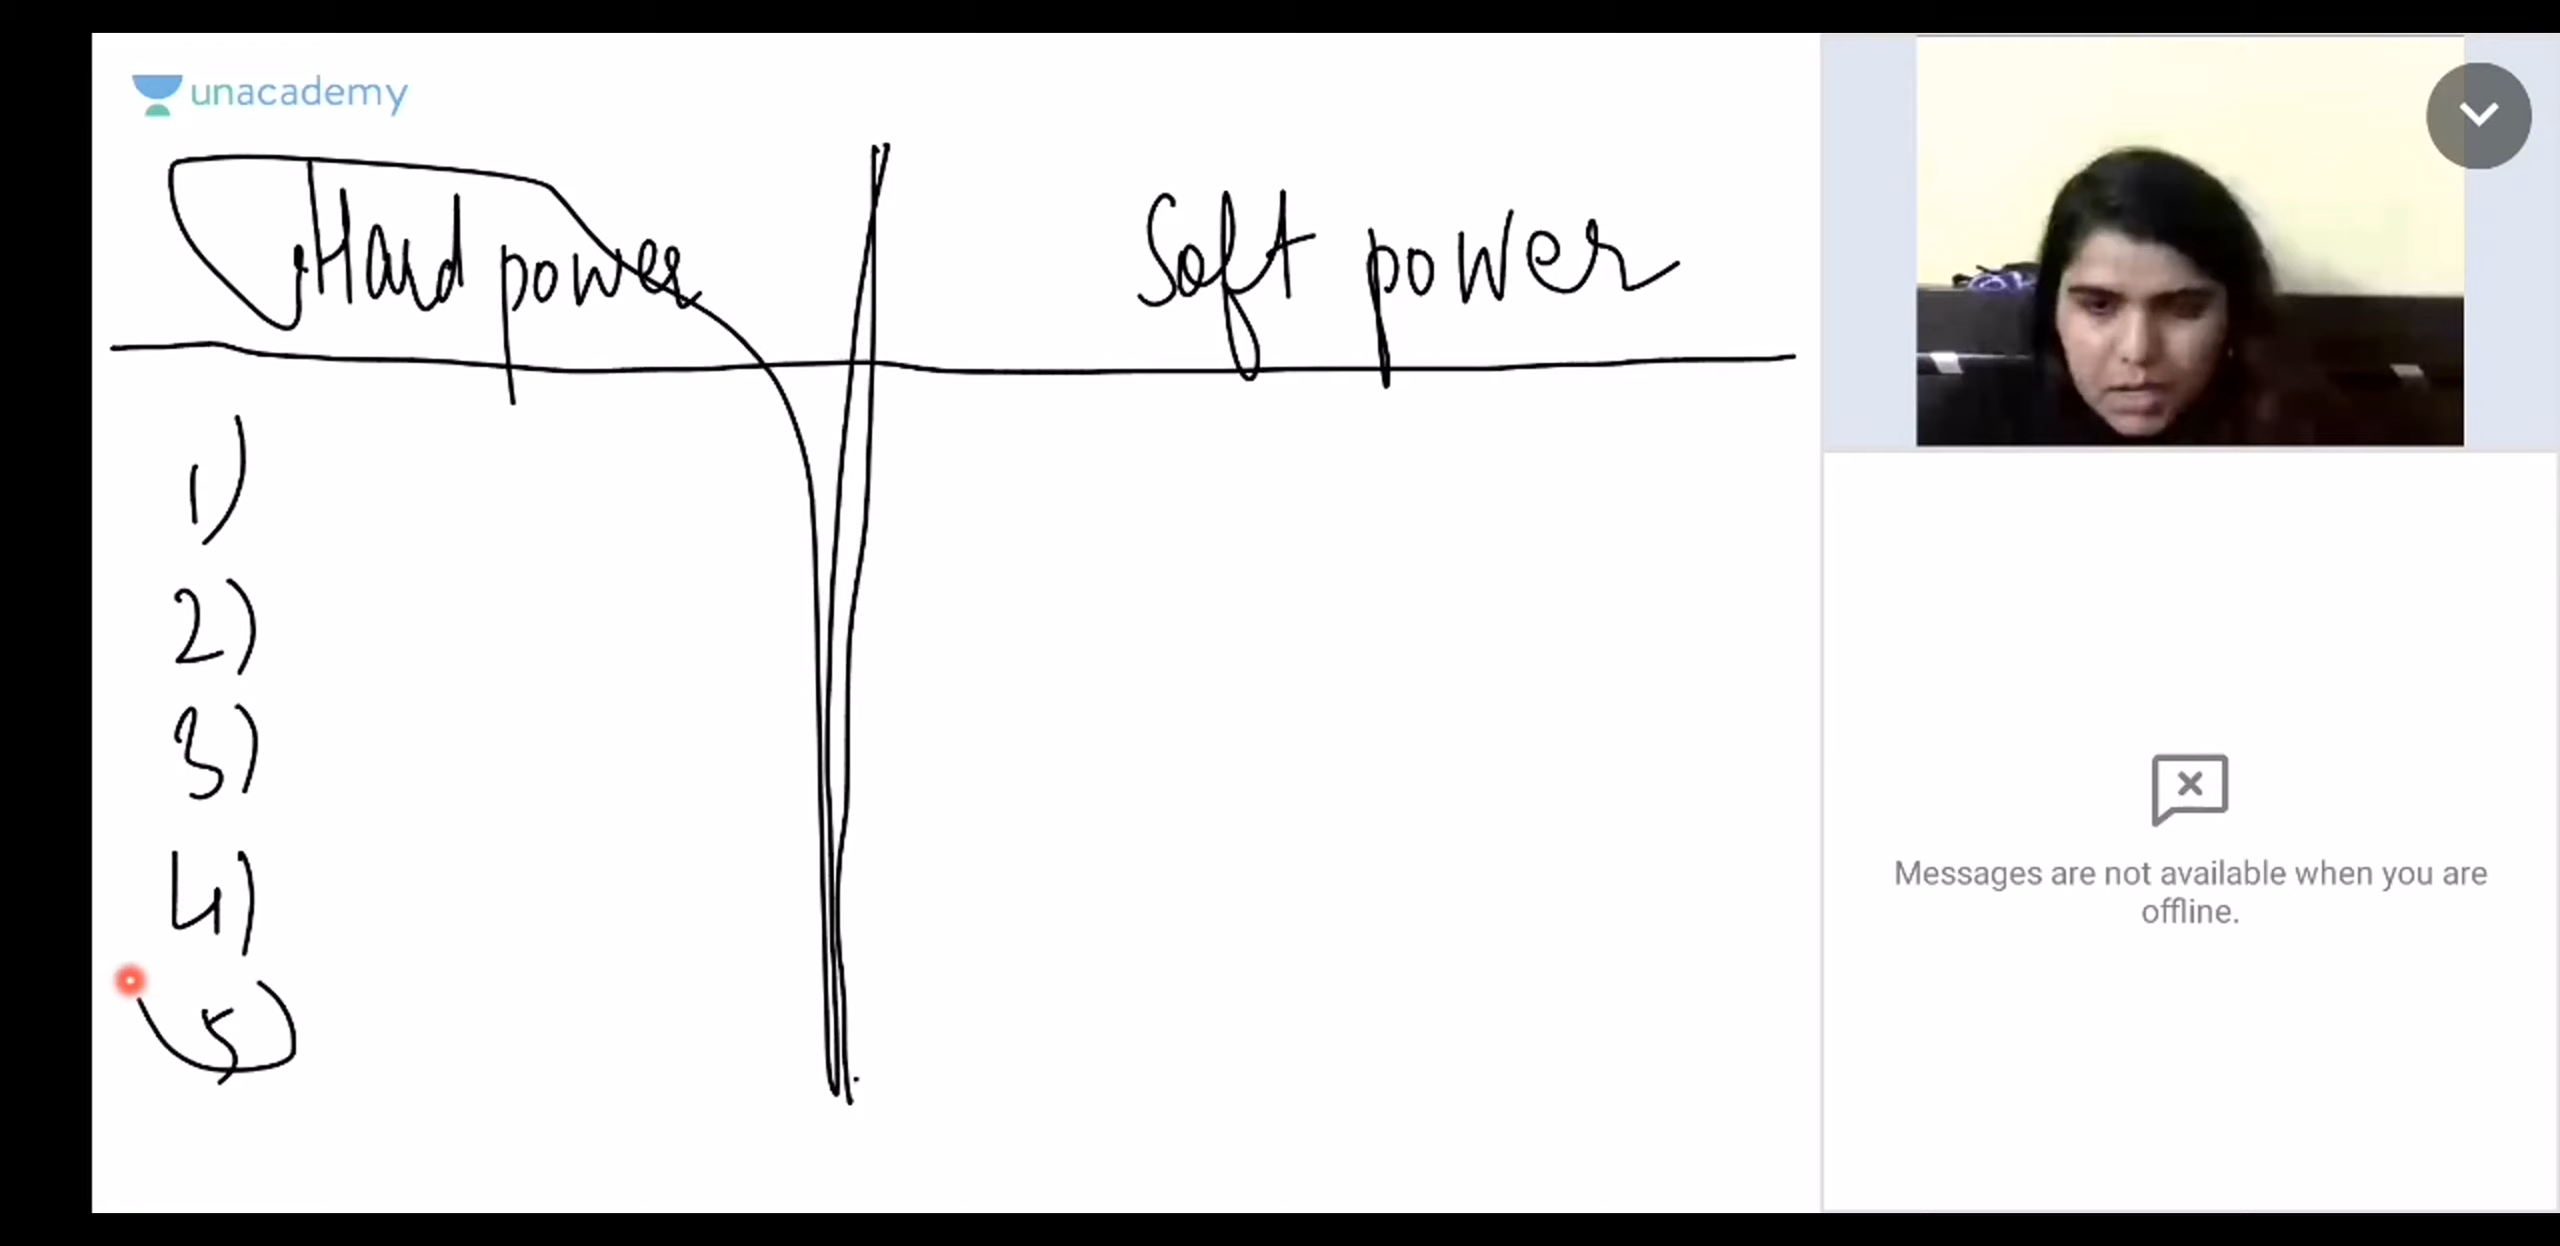 unacademy
Hard power
Soft power
1)
2)
3)
4)
5)
Messages are not available when you are
offline.